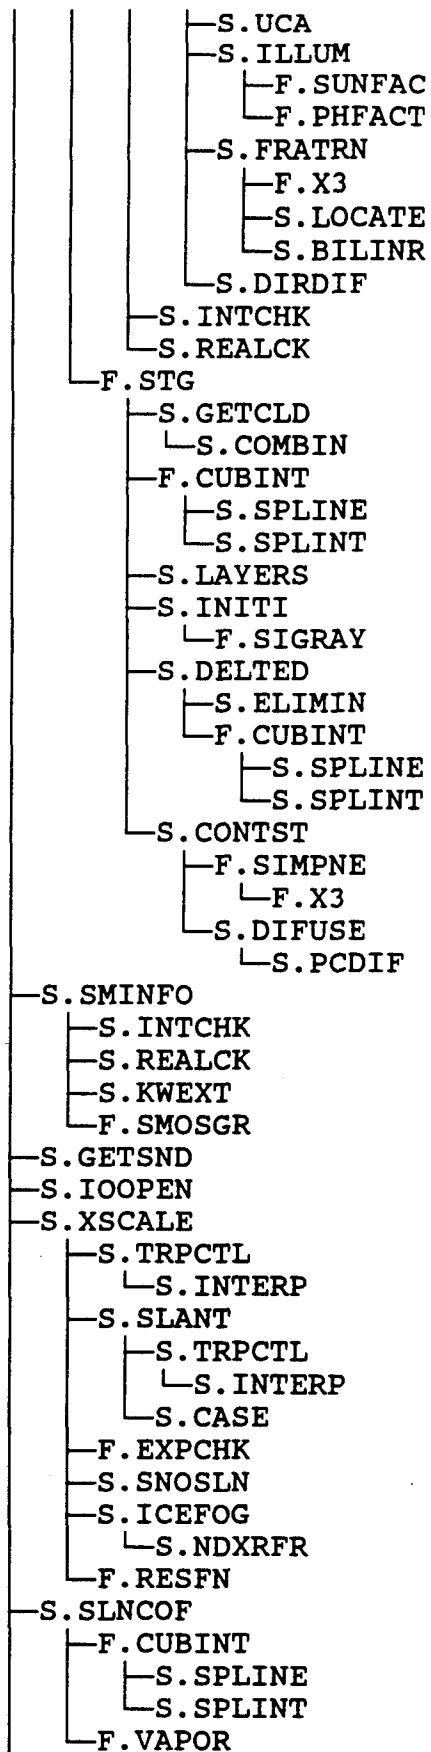 S.UCA
S.ILLUM
F.SUNFAC
F.PHFACT
S.FRATRN
F.X3
S.LOCATE
S.BILINR
S.DIRDIF
S.INTCHK
S.REALCK
F.STG
S.GETCLD
S.COMBIN
F.CUBINT
S.SPLINE
S.SPLINT
S.LAYERS
S.INITI
F.SIGRAY
S.DELTED
S.ELIMIN
F.CUBINT
S.SPLINE
S.SPLINT
S.CONTST
F.SIMPNE
F.X3
S.DIFUSE
S.PCDIF
S.SMINFO
S.INTCHK
S.REALCK
S.KWEXT
F.SMOSGR
S.GETSND
S.IOOPEN
S.XSCALE
S.TRPCTL
S.INTERP
S.SLANT
S.TRPCTL
S.INTERP
S.CASE
F.EXPCHK
S.SNOSLN
S.ICEFOG
S.NDXRFR
F.RESFN
S.SLNCOF
F.CUBINT
S.SPLINE
S.SPLINT
F.VAPOR